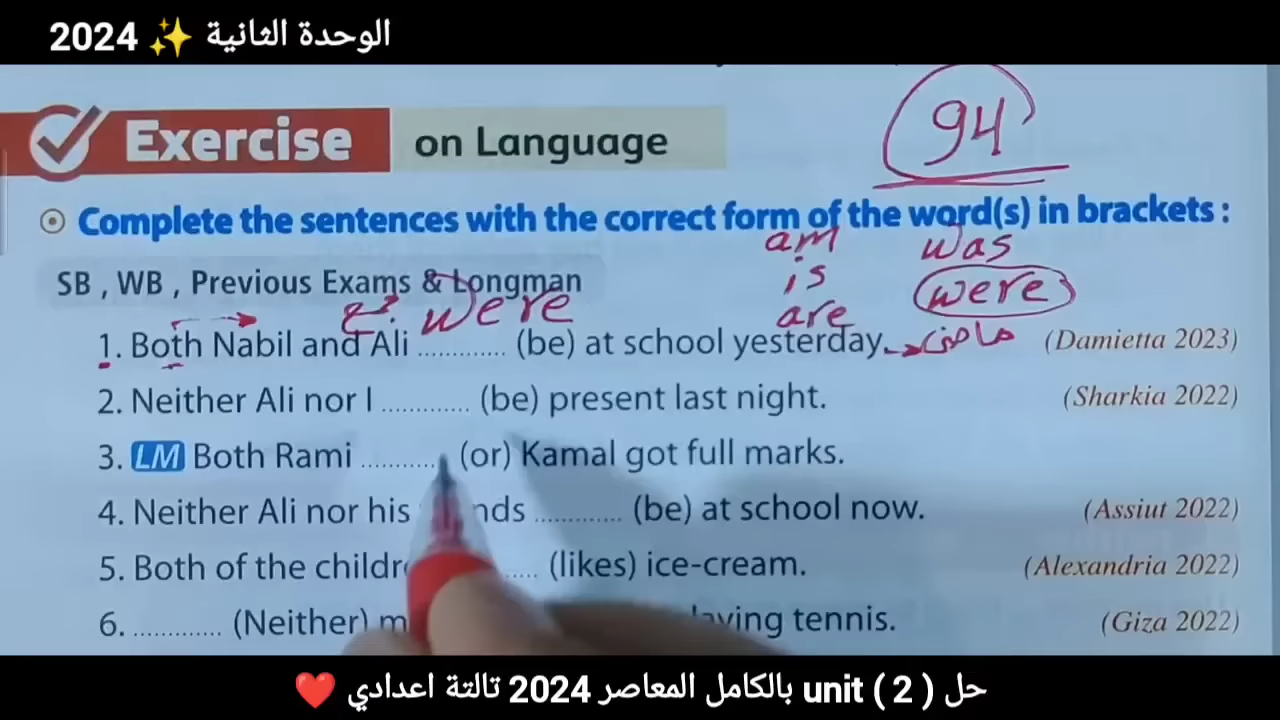 الوحدة الثانية ✨ 2024
94
Exercise on Language
Complete the sentences with the correct form of the word(s) in brackets :
am was
SB , WB , Previous Exams & Longman
is were
جمع were are
1. Both Nabil and Ali ............ (be) at school yesterday. ماضى (Damietta 2023)
2. Neither Ali nor I ............ (be) present last night. (Sharkia 2022)
3. LM Both Rami ............ (or) Kamal got full marks.
4. Neither Ali nor his ............ (be) at school now. (Assiut 2022)
5. Both of the ............ (likes) ice-cream. (Alexandria 2022)
6. ............ (Neither) tennis. (Giza 2022)
حل unit ( 2 ) بالكامل المعاصر 2024 تالتة اعدادي ❤️